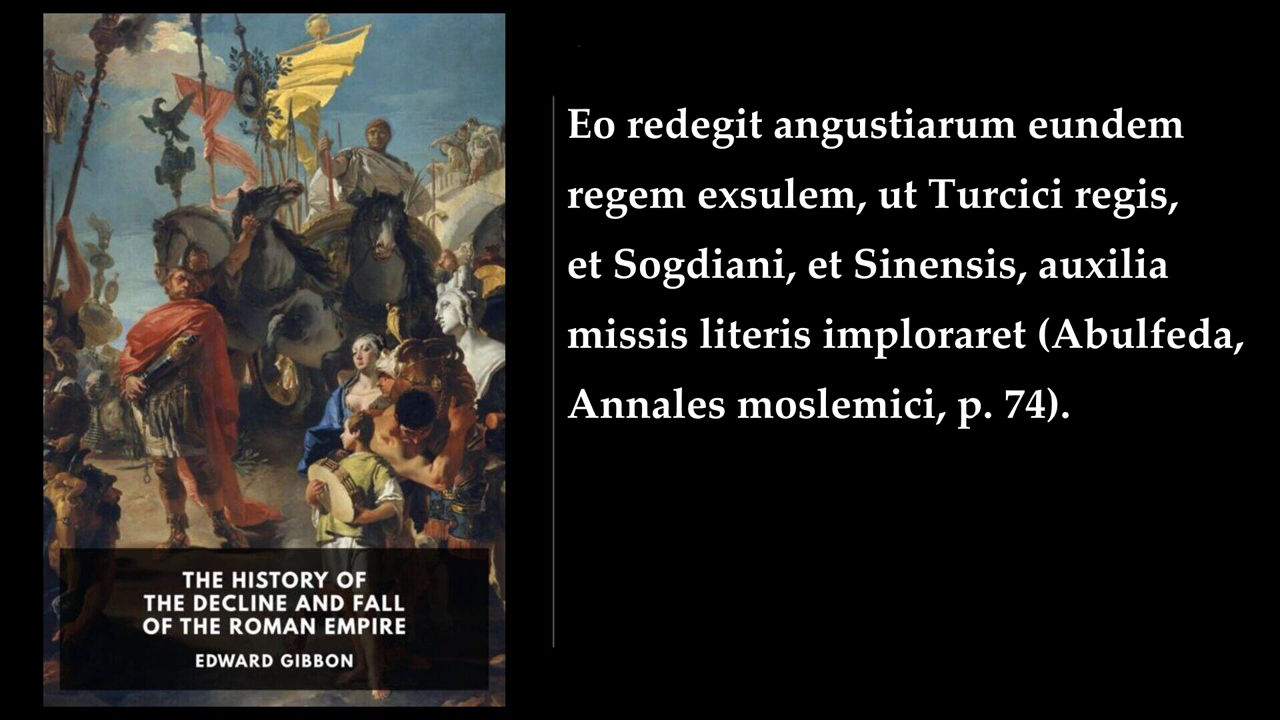 THE HISTORY OF
THE DECLINE AND FALL
OF THE ROMAN EMPIRE
EDWARD GIBBON
Eo redegit angustiarum eundem
regem exsulem, ut Turcici regis,
et Sogdiani, et Sinensis, auxilia
missis literis imploraret (Abulfeda,
Annales moslemici, p. 74).